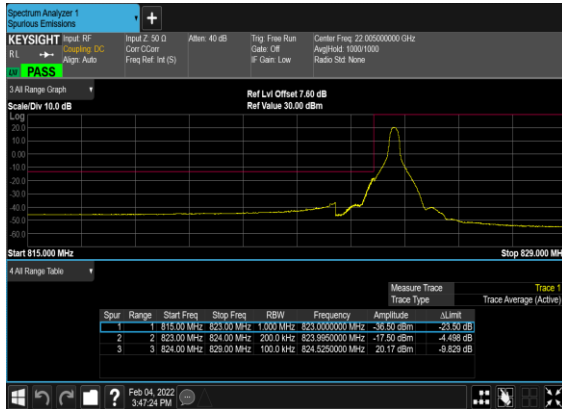 Spectrum Analyzer 1
Spurious Emissions
KEYSIGHT Input: RF Input Z: 50 Ω Atten: 40 dB Trig: Free Run Center Freq: 22.005000000 GHz
RL Coupling: DC Corr CCorr Gate: Off Avg|Hold: 1000/1000
Align: Auto Freq Ref: Int (S) IF Gain: Low Radio Std: None
PASS
3 All Range Graph
Ref Lvl Offset 7.60 dB
Scale/Div 10.0 dB Ref Value 30.00 dBm
Log
20.0
10.0
0.00
-10.0
-20.0
-30.0
-40.0
-50.0
-60.0
Start 815.000 MHz Stop 829.000 MH
4 All Range Table
Measure Trace Trace 1
Trace Type Trace Average (Active)
Spur Range Start Freq Stop Freq RBW Frequency Amplitude ΔLimit
1 1 815.00 MHz 823.00 MHz 1.000 MHz 823.0000000 MHz -36.50 dBm -23.50 dB
2 2 823.00 MHz 824.00 MHz 200.0 kHz 823.9950000 MHz -17.50 dBm -4.498 dB
3 3 824.00 MHz 829.00 MHz 100.0 kHz 824.5250000 MHz 20.17 dBm -9.829 dB
? Feb 04, 2022
3:47:24 PM